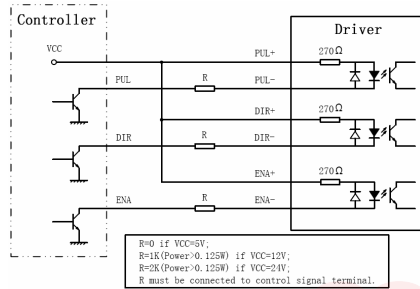 Controller
Driver
VCC
PUL+
270Ω
PUL
R
PUL-
DIR+
270Ω
DIR
R
DIR-
ENA+
270Ω
ENA
R
ENA-
R=0 if VCC=5V;
R=1K(Power>0.125W) if VCC=12V;
R=2K(Power>0.125W) if VCC=24V;
R must be connected to control signal terminal.